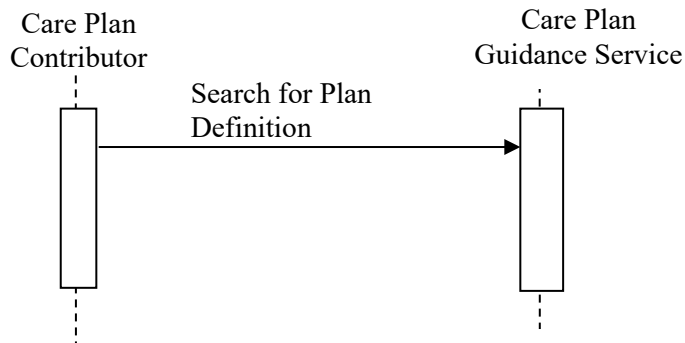 Care Plan
Contributor
Care Plan
Guidance Service
Search for Plan
Definition